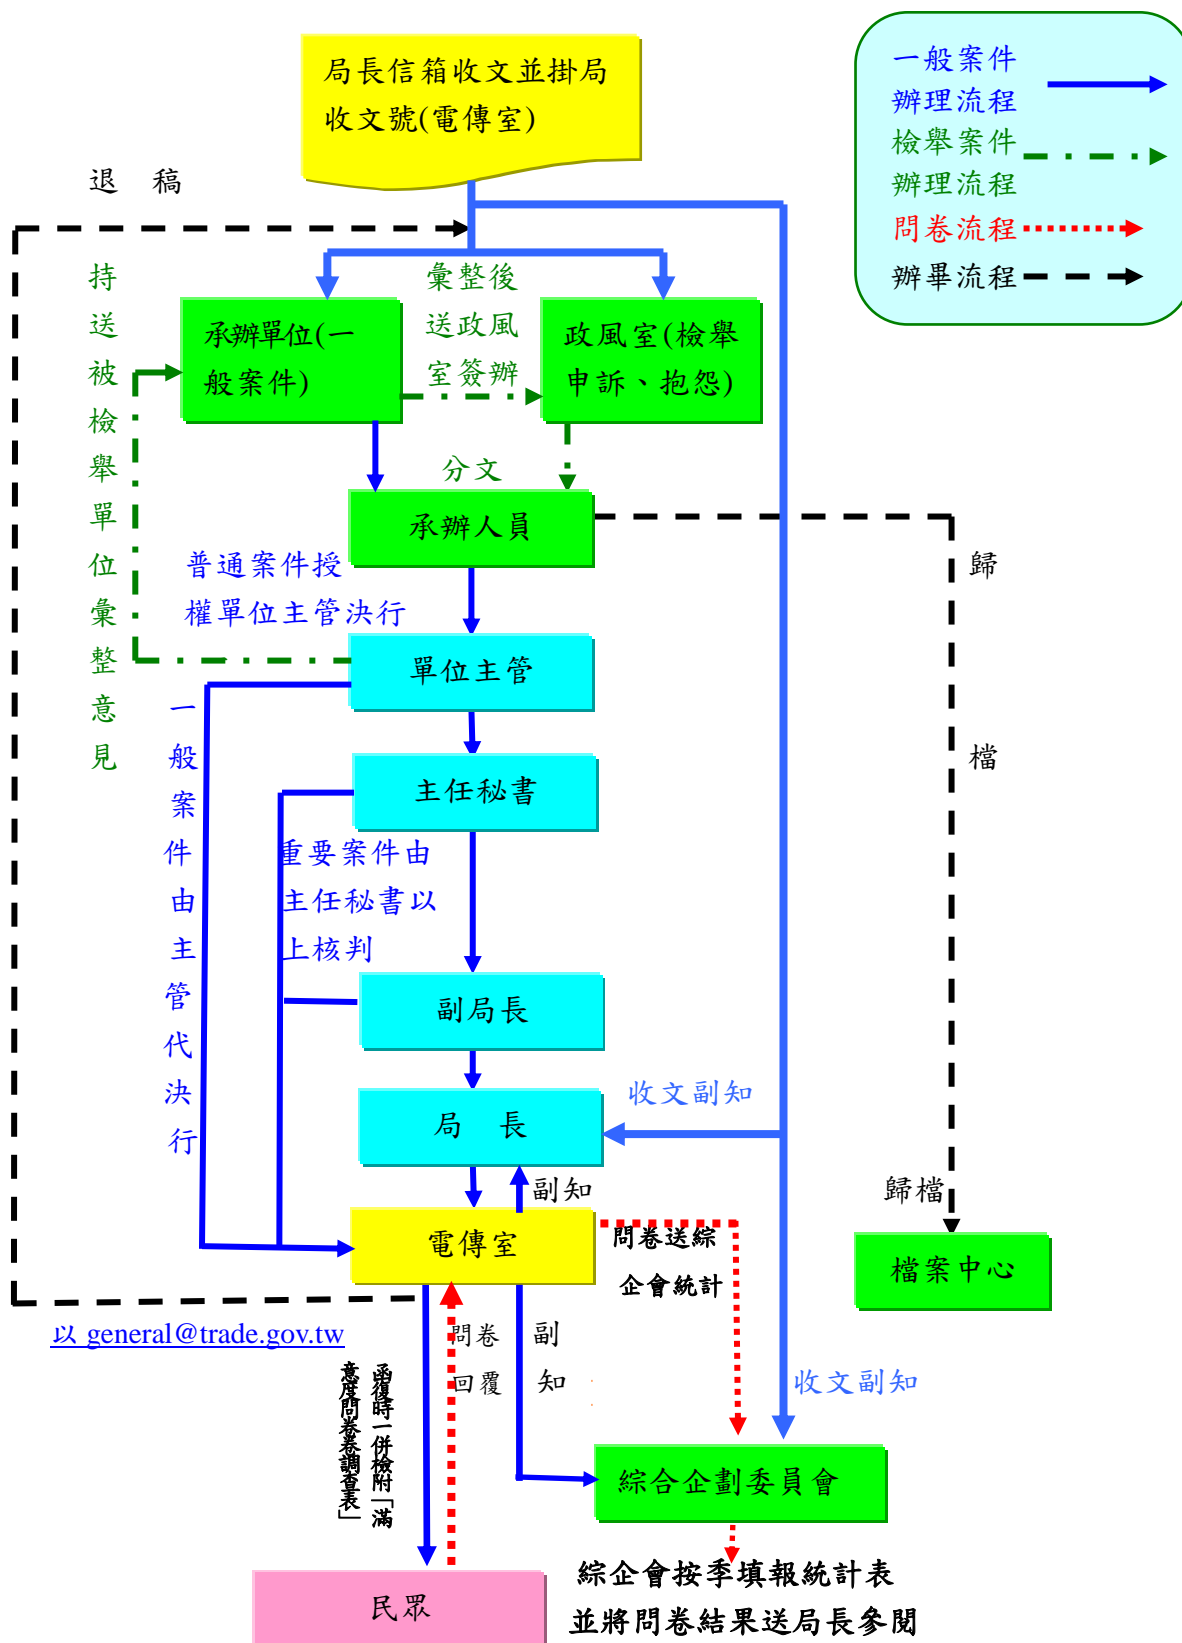 局長信箱收文並掛局
收文號(電傳室)
一般案件
辦理流程
檢舉案件
辦理流程
問卷流程
辦畢流程
退 稿
持送被檢舉單位彙整意見
彙整後
送政風
室簽辦
承辦單位(一
般案件)
政風室(檢舉
申訴、抱怨)
分文
承辦人員
普通案件授
權單位主管決行
歸
檔
單位主管
一般案件由主管代決行
主任秘書
重要案件由
主任秘書以
上核判
副局長
收文副知
局 長
副知
歸檔
電傳室
問卷送綜
企會統計
檔案中心
以 general@trade.gov.tw
函復時一併檢附「滿
意度問卷卷調查表」
問卷
回覆
副
知
收文副知
綜合企劃委員會
民眾
綜企會按季填報統計表
並將問卷結果送局長參閱